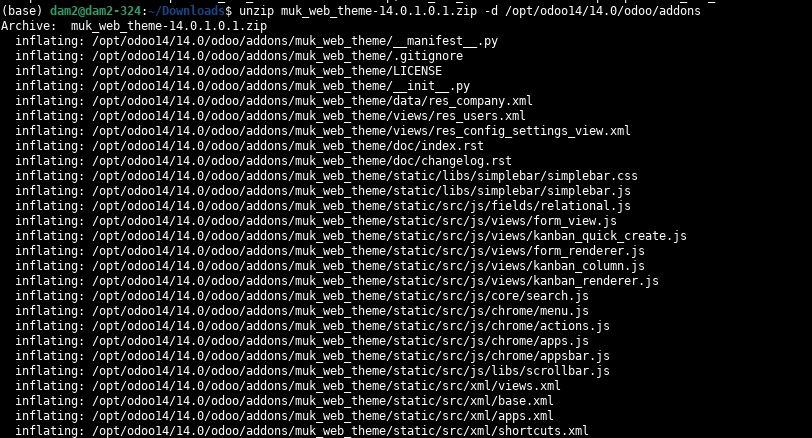 (base) dam2@dam2-324:~/Downloads$ unzip muk_web_theme-14.0.1.0.1.zip -d /opt/odoo14/14.0/odoo/addons
Archive:  muk_web_theme-14.0.1.0.1.zip
  inflating: /opt/odoo14/14.0/odoo/addons/muk_web_theme/__manifest__.py
  inflating: /opt/odoo14/14.0/odoo/addons/muk_web_theme/.gitignore
  inflating: /opt/odoo14/14.0/odoo/addons/muk_web_theme/LICENSE
  inflating: /opt/odoo14/14.0/odoo/addons/muk_web_theme/__init__.py
  inflating: /opt/odoo14/14.0/odoo/addons/muk_web_theme/data/res_company.xml
  inflating: /opt/odoo14/14.0/odoo/addons/muk_web_theme/views/res_users.xml
  inflating: /opt/odoo14/14.0/odoo/addons/muk_web_theme/views/res_config_settings_view.xml
  inflating: /opt/odoo14/14.0/odoo/addons/muk_web_theme/doc/index.rst
  inflating: /opt/odoo14/14.0/odoo/addons/muk_web_theme/doc/changelog.rst
  inflating: /opt/odoo14/14.0/odoo/addons/muk_web_theme/static/libs/simplebar/simplebar.css
  inflating: /opt/odoo14/14.0/odoo/addons/muk_web_theme/static/libs/simplebar/simplebar.js
  inflating: /opt/odoo14/14.0/odoo/addons/muk_web_theme/static/src/js/fields/relational.js
  inflating: /opt/odoo14/14.0/odoo/addons/muk_web_theme/static/src/js/views/form_view.js
  inflating: /opt/odoo14/14.0/odoo/addons/muk_web_theme/static/src/js/views/kanban_quick_create.js
  inflating: /opt/odoo14/14.0/odoo/addons/muk_web_theme/static/src/js/views/form_renderer.js
  inflating: /opt/odoo14/14.0/odoo/addons/muk_web_theme/static/src/js/views/kanban_column.js
  inflating: /opt/odoo14/14.0/odoo/addons/muk_web_theme/static/src/js/views/kanban_renderer.js
  inflating: /opt/odoo14/14.0/odoo/addons/muk_web_theme/static/src/js/core/search.js
  inflating: /opt/odoo14/14.0/odoo/addons/muk_web_theme/static/src/js/chrome/menu.js
  inflating: /opt/odoo14/14.0/odoo/addons/muk_web_theme/static/src/js/chrome/actions.js
  inflating: /opt/odoo14/14.0/odoo/addons/muk_web_theme/static/src/js/chrome/apps.js
  inflating: /opt/odoo14/14.0/odoo/addons/muk_web_theme/static/src/js/chrome/appsbar.js
  inflating: /opt/odoo14/14.0/odoo/addons/muk_web_theme/static/src/js/libs/scrollbar.js
  inflating: /opt/odoo14/14.0/odoo/addons/muk_web_theme/static/src/xml/views.xml
  inflating: /opt/odoo14/14.0/odoo/addons/muk_web_theme/static/src/xml/base.xml
  inflating: /opt/odoo14/14.0/odoo/addons/muk_web_theme/static/src/xml/apps.xml
  inflating: /opt/odoo14/14.0/odoo/addons/muk_web_theme/static/src/xml/shortcuts.xml